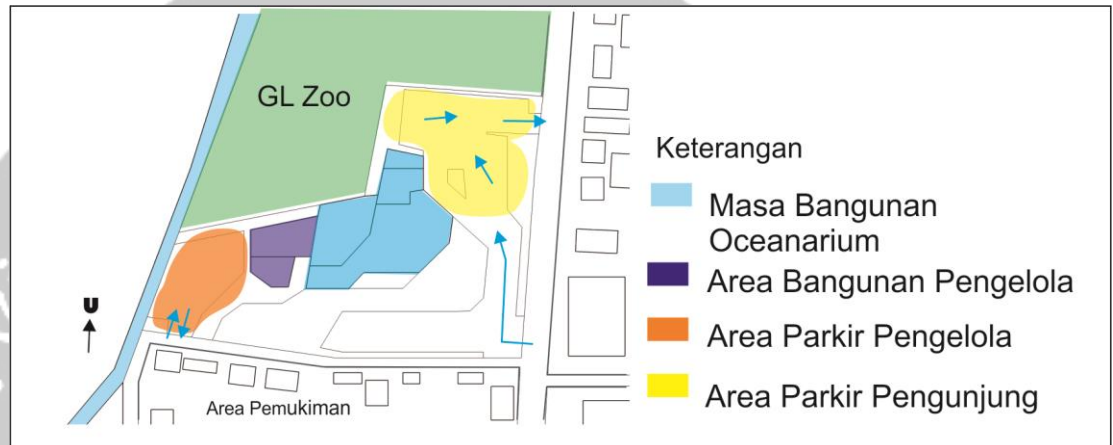 GL Zoo
U
Area Pemukiman
Keterangan
Masa Bangunan
Oceanarium
Area Bangunan Pengelola
Area Parkir Pengelola
Area Parkir Pengunjung